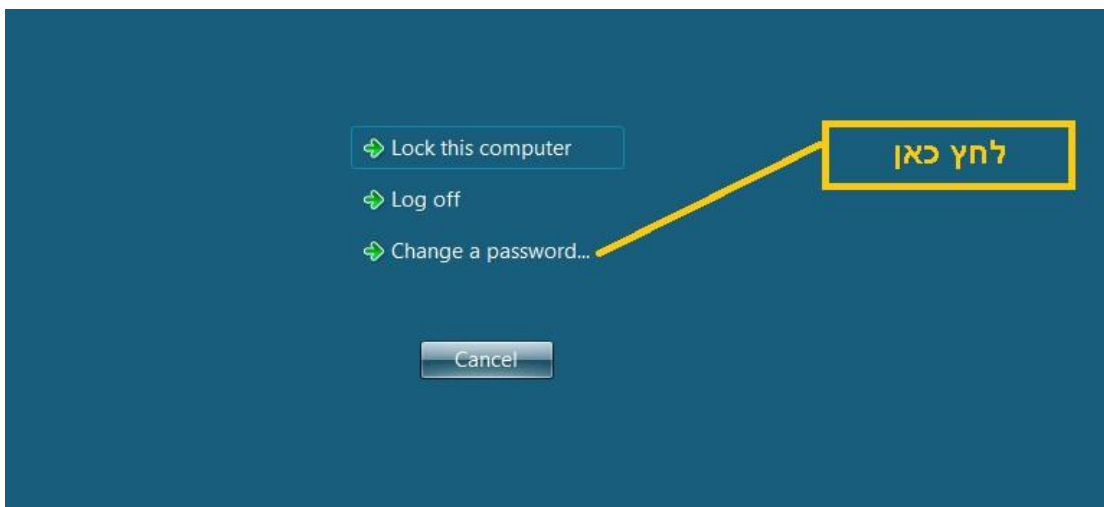 Lock this computer
לחץ כאן
Log off
Change a password...
Cancel